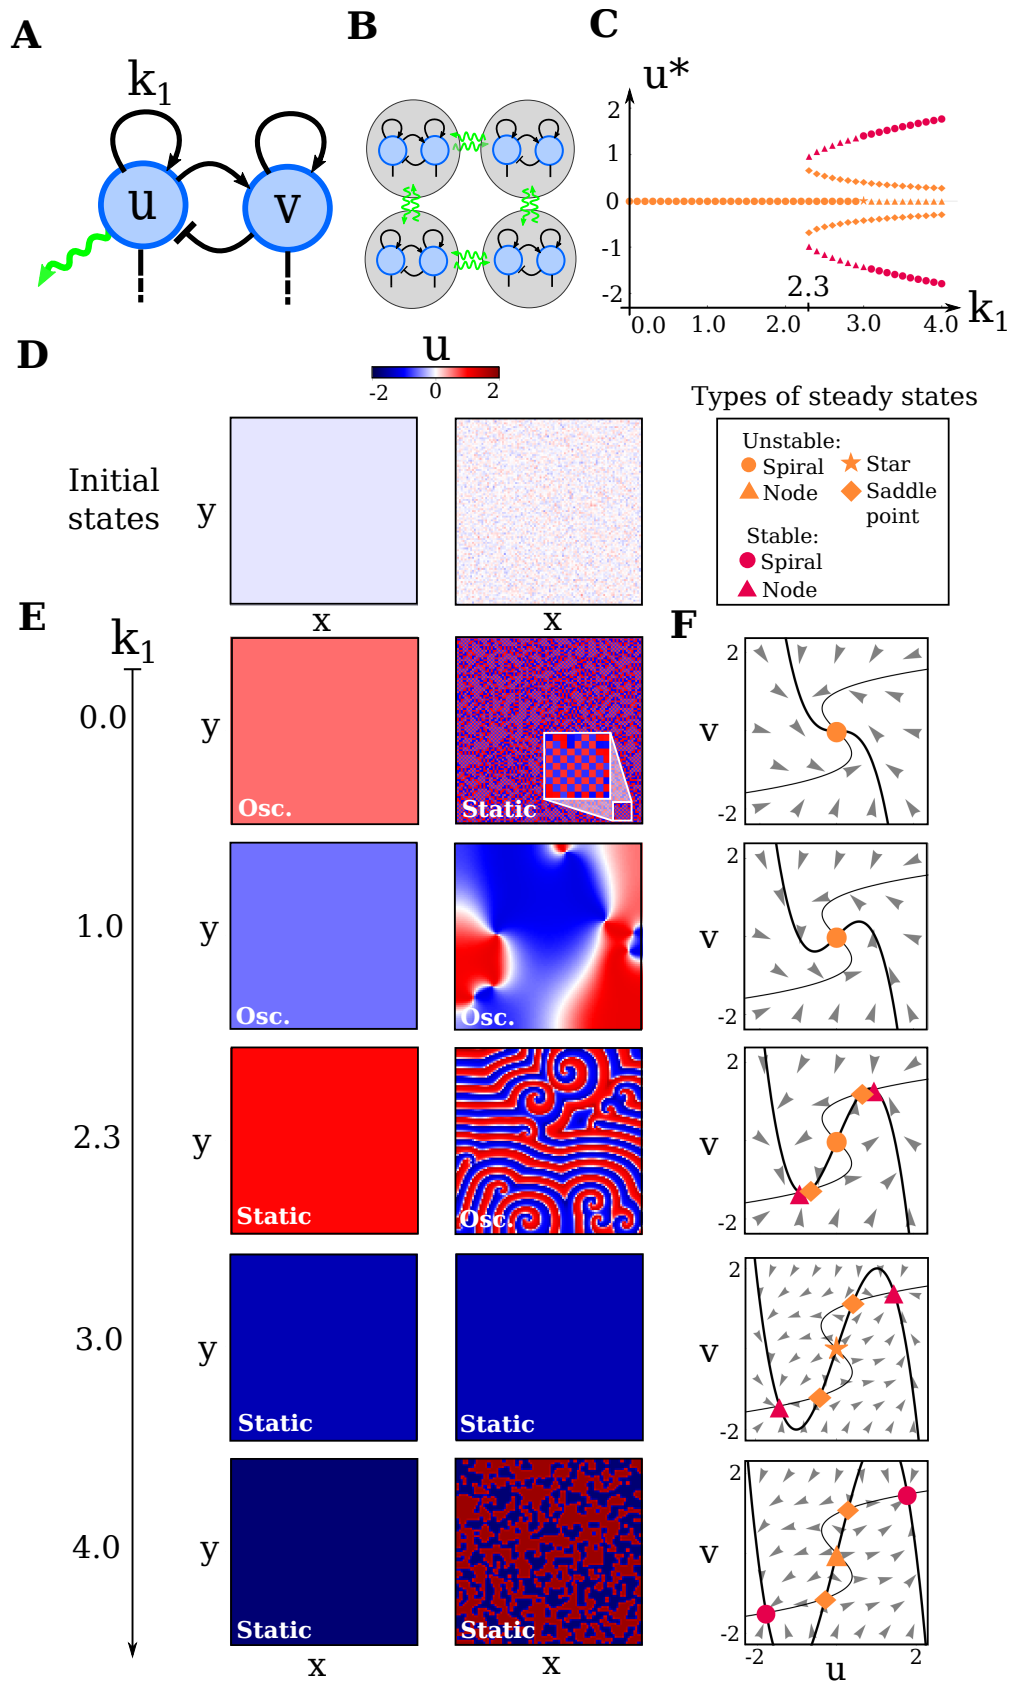 A
B
C
k1
u
v
u*
2
1
0
-1
-2
2.3
0.0
1.0
2.0
3.0
4.0
k1
D
u
-2
0
2
Types of steady states
Initial
states
y
x
x
Unstable:
Spiral
Star
Node
Saddle
point
Stable:
Spiral
Node
E
F
k1
0.0
y
Osc.
Static
2
v
-2
1.0
y
Osc.
Osc.
2
v
-2
2.3
y
Static
Osc.
2
v
-2
3.0
y
Static
Static
2
v
-2
4.0
y
Static
Static
2
v
-2
-2
2
x
x
u